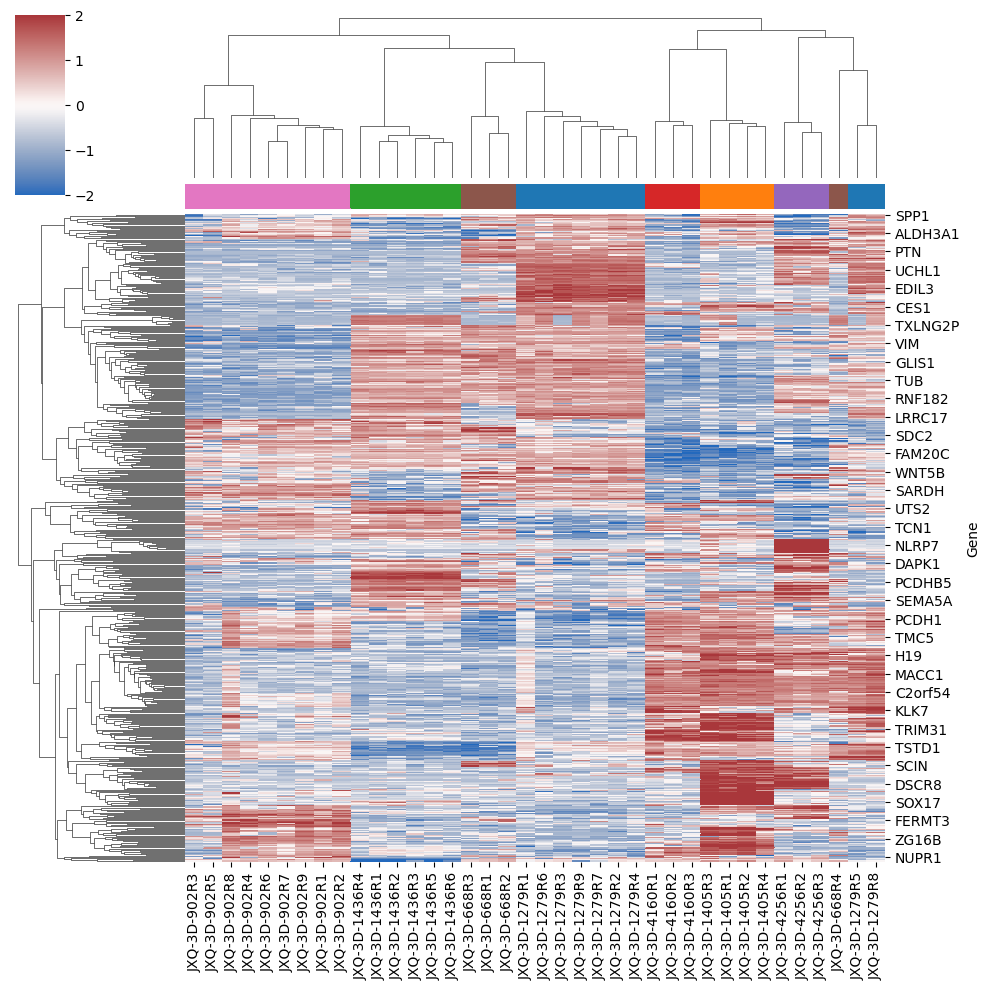 2
1
0
−1
−2
SPP1
ALDH3A1
PTN
UCHL1
EDIL3
CES1
TXLNG2P
VIM
GLIS1
TUB
RNF182
LRRC17
SDC2
FAM20C
WNT5B
SARDH
UTS2
TCN1
NLRP7
DAPK1
PCDHB5
SEMA5A
PCDH1
TMC5
H19
MACC1
C2orf54
KLK7
TRIM31
TSTD1
SCIN
DSCR8
SOX17
FERMT3
ZG16B
NUPR1
Gene
JXQ-3D-902R3
JXQ-3D-902R5
JXQ-3D-902R8
JXQ-3D-902R4
JXQ-3D-902R6
JXQ-3D-902R7
JXQ-3D-902R9
JXQ-3D-902R1
JXQ-3D-902R2
JXQ-3D-1436R4
JXQ-3D-1436R1
JXQ-3D-1436R2
JXQ-3D-1436R3
JXQ-3D-1436R5
JXQ-3D-1436R6
JXQ-3D-668R3
JXQ-3D-668R1
JXQ-3D-668R2
JXQ-3D-1279R1
JXQ-3D-1279R6
JXQ-3D-1279R3
JXQ-3D-1279R9
JXQ-3D-1279R7
JXQ-3D-1279R2
JXQ-3D-1279R4
JXQ-3D-4160R1
JXQ-3D-4160R2
JXQ-3D-4160R3
JXQ-3D-1405R3
JXQ-3D-1405R1
JXQ-3D-1405R2
JXQ-3D-1405R4
JXQ-3D-4256R1
JXQ-3D-4256R2
JXQ-3D-4256R3
JXQ-3D-668R4
JXQ-3D-1279R5
JXQ-3D-1279R8